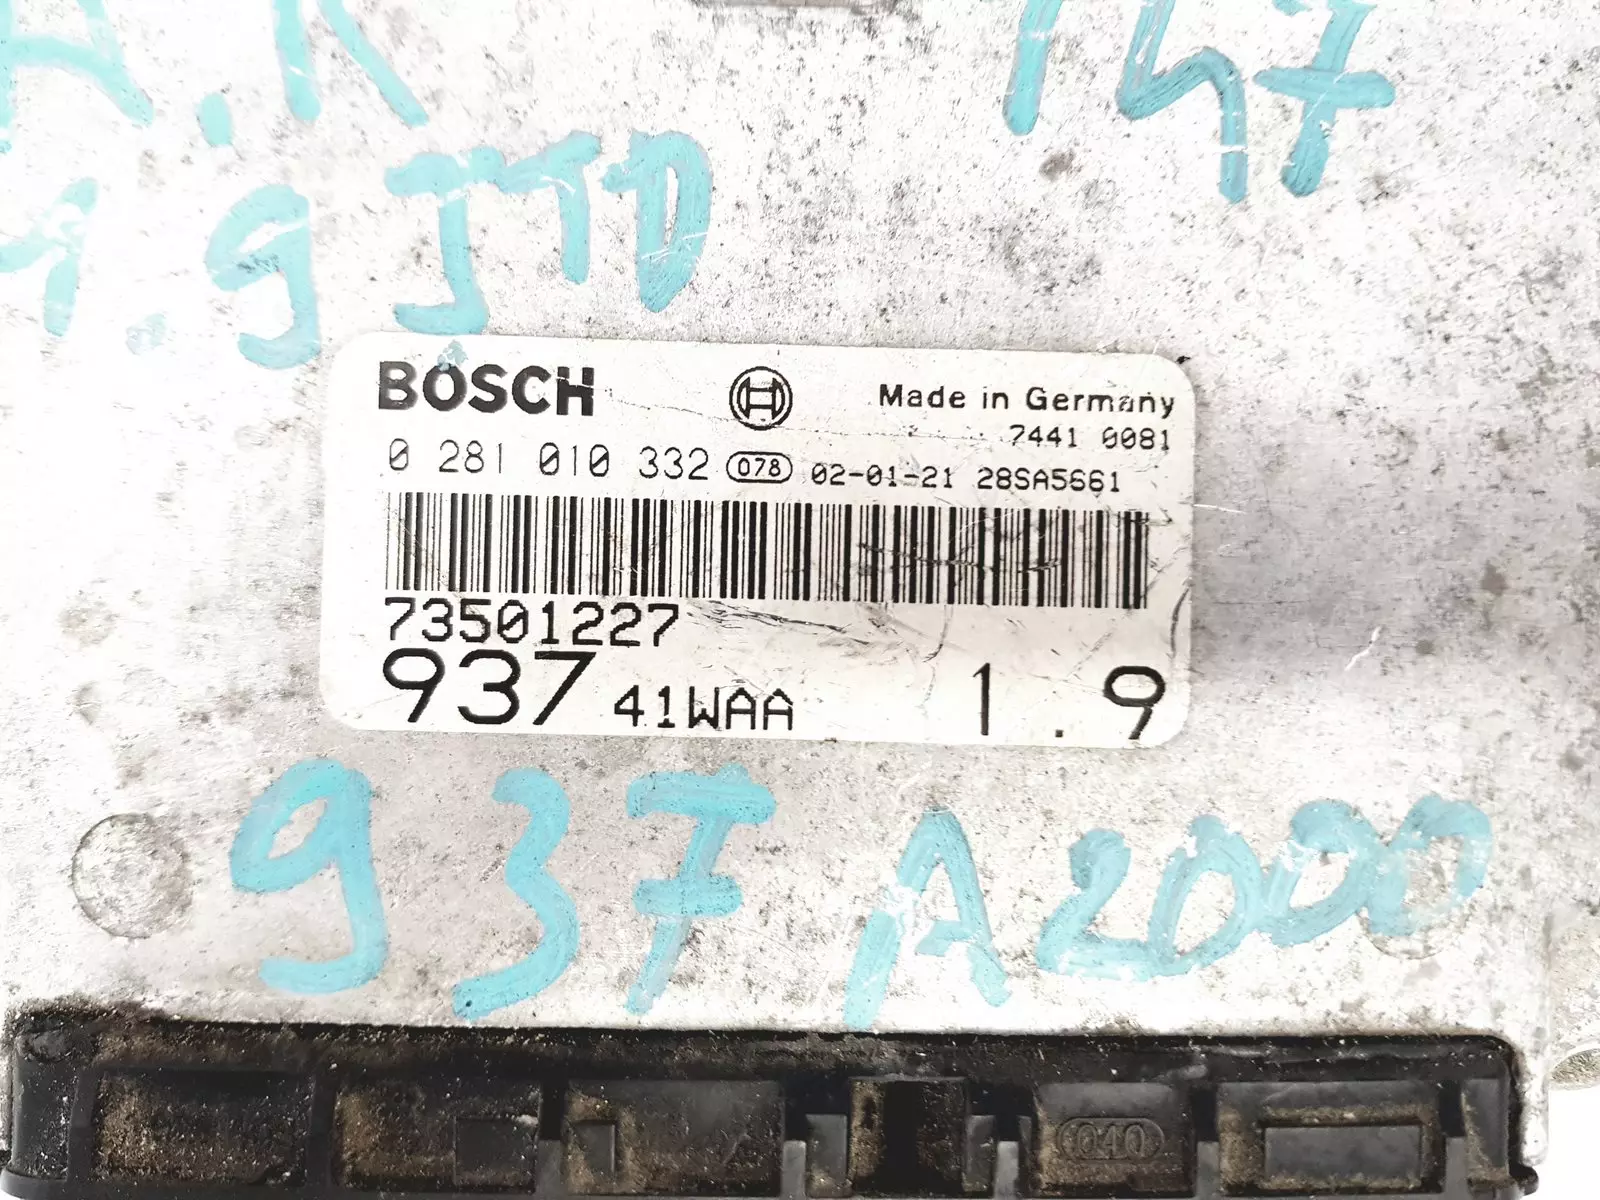 A.R 147
1.9 JTD
BOSCH Made in Germany
7441 0081
0 281 010 332 078 02-01-21 28SA5661
73501227
937 41WAA 1.9
937 A2000
040